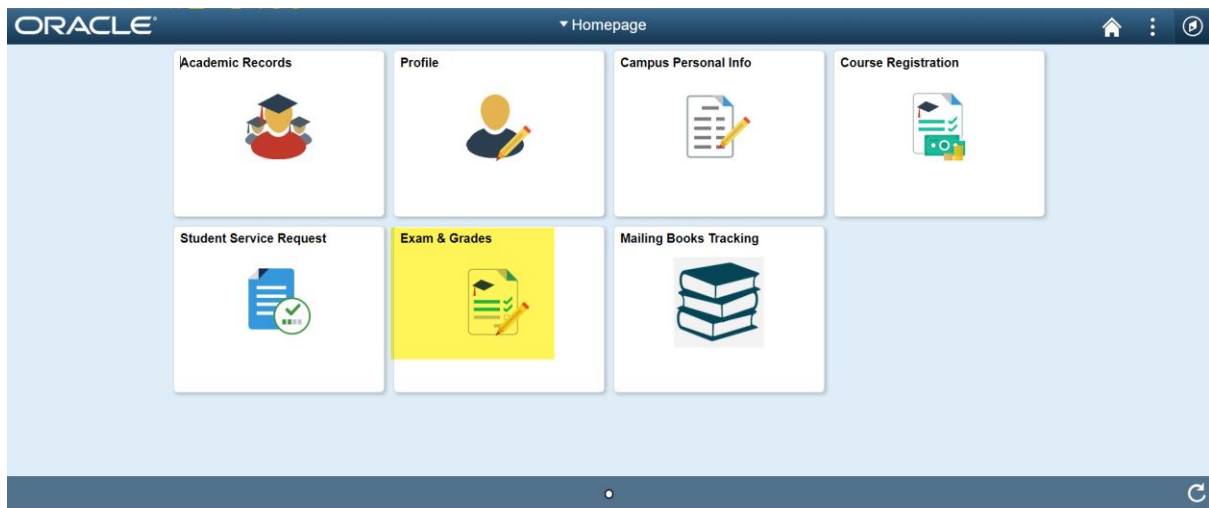 ORACLE
Homepage
Academic Records
Profile
Campus Personal Info
Course Registration
Student Service Request
Exam & Grades
Mailing Books Tracking